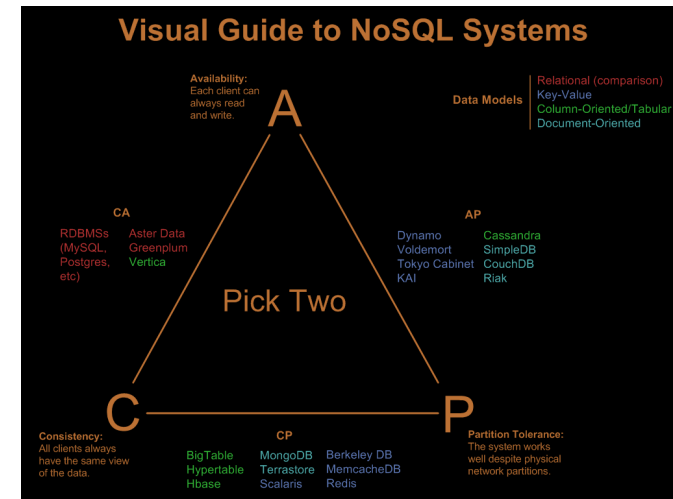 Visual Guide to NoSQL Systems
Availability:
Each client can
always read
and write.
A
Data Models
Relational (comparison)
Key-Value
Column-Oriented/Tabular
Document-Oriented
CA
RDBMSs
(MySQL,
Postgres,
etc)
Aster Data
Greenplum
Vertica
AP
Dynamo
Voldemort
Tokyo Cabinet
KAI
Cassandra
SimpleDB
CouchDB
Riak
Pick Two
C
P
Consistency:
All clients always
have the same view
of the data.
CP
BigTable
Hypertable
Hbase
MongoDB
Terrastore
Scalaris
Berkeley DB
MemcacheDB
Redis
Partition Tolerance:
The system works
well despite physical
network partitions.